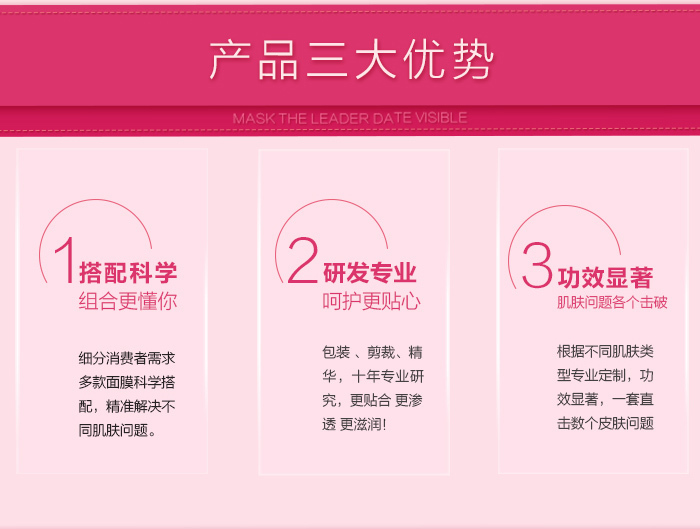 产品三大优势
MASK THE LEADER DATE VISIBLE
1搭配科学
组合更懂你
细分消费者需求
多款面膜科学搭
配，精准解决不
同肌肤问题。
2研发专业
呵护更贴心
包装 、剪裁、精
华，十年专业研
究，更贴合 更渗
透 更滋润!
3功效显著
肌肤问题各个击破
根据不同肌肤类
型专业定制，功
效显著，一套直
击数个皮肤问题